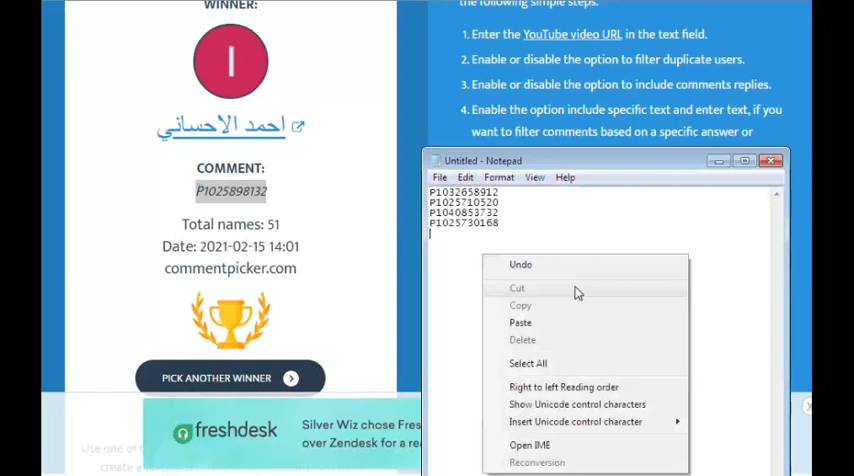 WINNER:
I
احمد الاحساني
COMMENT:
P1025898132
Total names: 51
Date: 2021-02-15 14:01
commentpicker.com
PICK ANOTHER WINNER
the following simple steps.
1. Enter the YouTube video URL in the text field.
2. Enable or disable the option to filter duplicate users.
3. Enable or disable the option to include comments replies.
4. Enable the option include specific text and enter text, if you
want to filter comments based on a specific answer or
Untitled - Notepad
File Edit Format View Help
P1032658912
P1025710520
P1040853732
P1025730168
Undo
Cut
Copy
Paste
Delete
Select All
Right to left Reading order
Show Unicode control characters
Insert Unicode control character
Open IME
Reconversion
freshdesk
Silver Wiz chose Fres
over Zendesk for a rea
Use one of t
create a